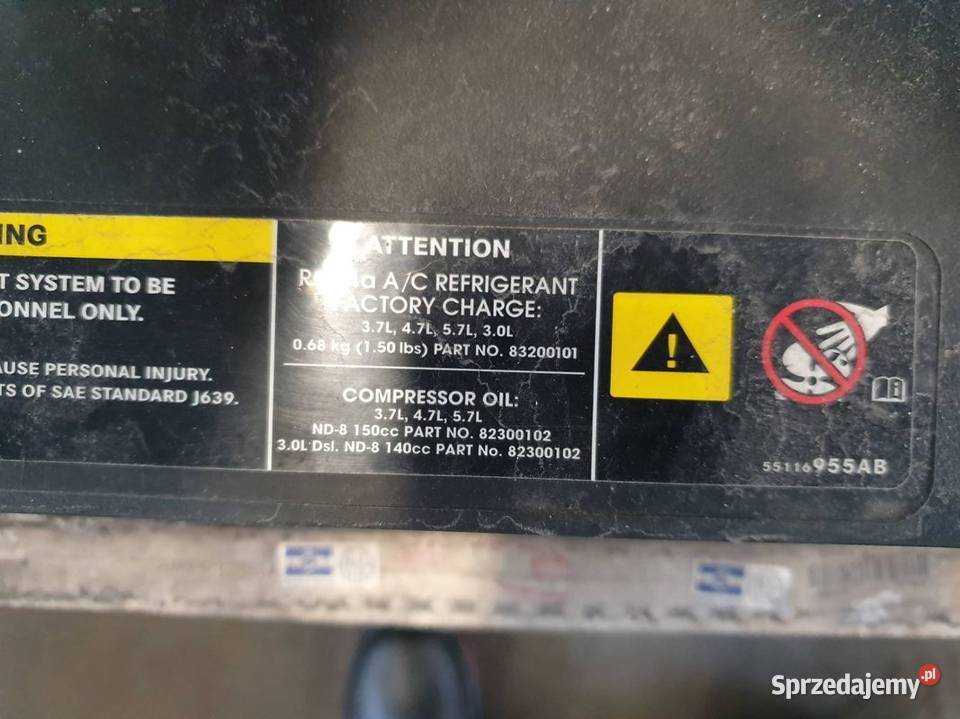 ING
T SYSTEM TO BE
ONNEL ONLY.
AUSE PERSONAL INJURY.
TS OF SAE STANDARD J639.
ATTENTION
A/C REFRIGERANT
FACTORY CHARGE:
3.7L, 4.7L, 5.7L, 3.0L
0.68 kg (1.50 lbs) PART NO. 83200101
COMPRESSOR OIL:
3.7L, 4.7L, 5.7L
ND-8 150cc PART NO. 82300102
3.0L Dsl. ND-8 140cc PART No. 82300102
55116955AB
Sprzedajemy.pl